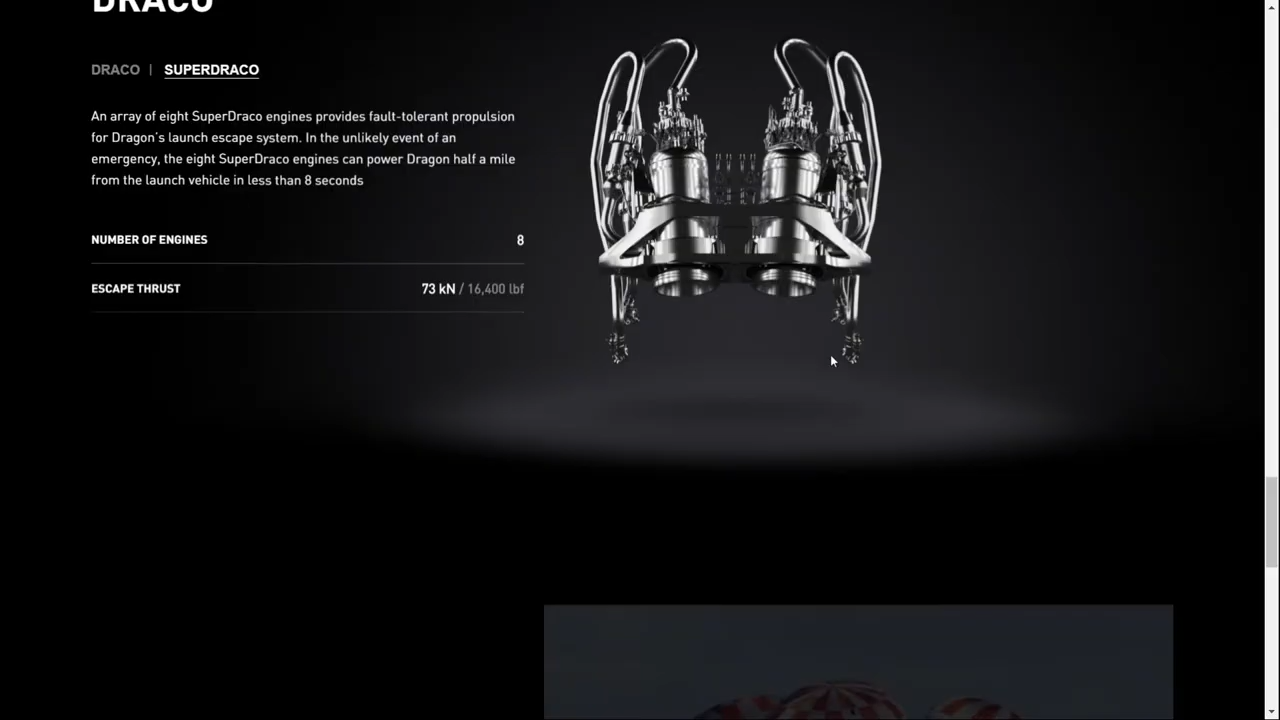 DRACO
DRACO | SUPERDRACO
An array of eight SuperDraco engines provides fault-tolerant propulsion
for Dragon's launch escape system. In the unlikely event of an
emergency, the eight SuperDraco engines can power Dragon half a mile
from the launch vehicle in less than 8 seconds
NUMBER OF ENGINES 8
ESCAPE THRUST 73 kN / 16,400 lbf